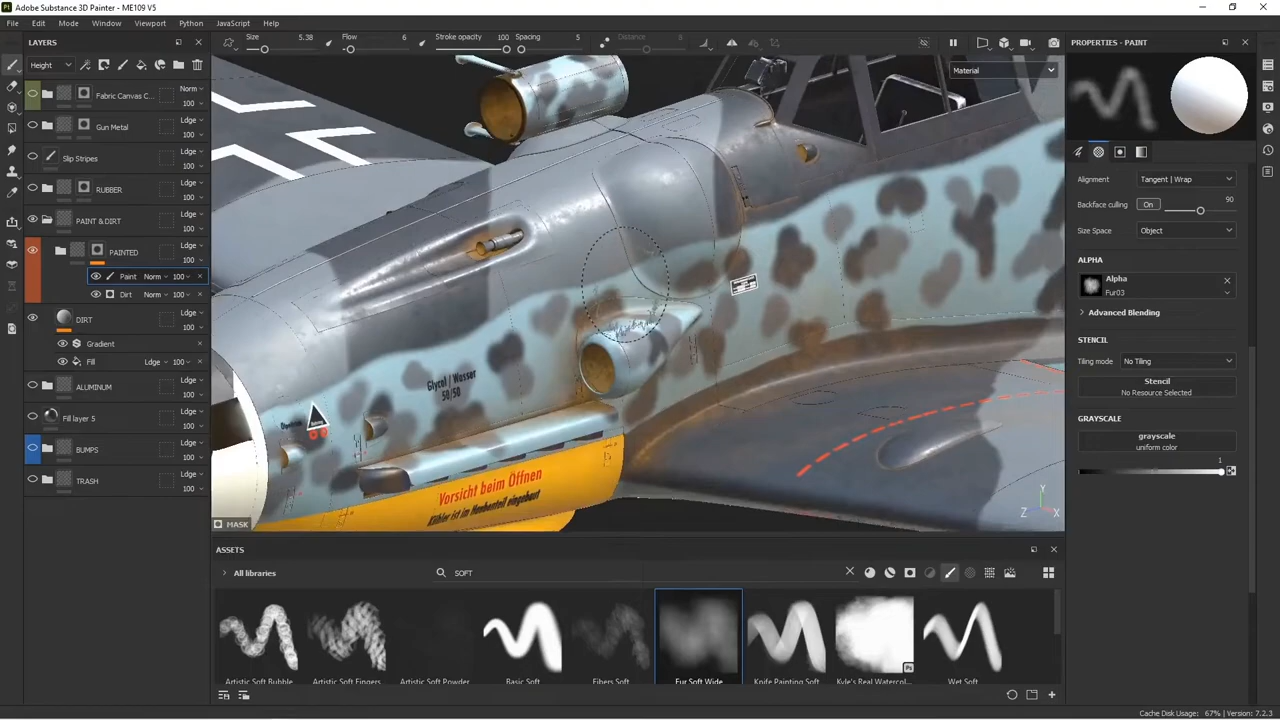 Adobe Substance 3D Painter - ME109 V5
File Edit Mode Window Viewport Python JavaScript Help
LAYERS
Size 5.38 Flow 6 Stroke opacity 100 Spacing 5 Distance 8
PROPERTIES - PAINT
Height
Material
Fabric Canvas C... Norm 100
Gun Metal Ldge 100
Slip Stripes Ldge 100
RUBBER Ldge 100
PAINT & DIRT Ldge 100
PAINTED Ldge 100
Paint Norm 100
Dirt Norm 100
DIRT Ldge 100
Gradient
Fill Ldge 100
ALUMINUM Ldge 100
Fill layer 5 Ldge 100
BUMPS Ldge 100
TRASH Ldge 100
Glycol / Wasser
50/50
Vorsicht beim Öffnen
Kühler ist im Haubenteil eingebaut
MASK
Y
Z X
Alignment Tangent | Wrap
Backface culling On 90
Size Space Object
ALPHA
Alpha
Fur03
Advanced Blending
STENCIL
Tiling mode No Tiling
Stencil
No Resource Selected
GRAYSCALE
grayscale
uniform color
1
ASSETS
All libraries SOFT
Artistic Soft Bubble Artistic Soft Fingers Artistic Soft Powder Basic Soft Fibers Soft Fur Soft Wide Knife Painting Soft Kyle's Real Watercol... Wet Soft
Cache Disk Usage: 67% | Version: 7.2.3